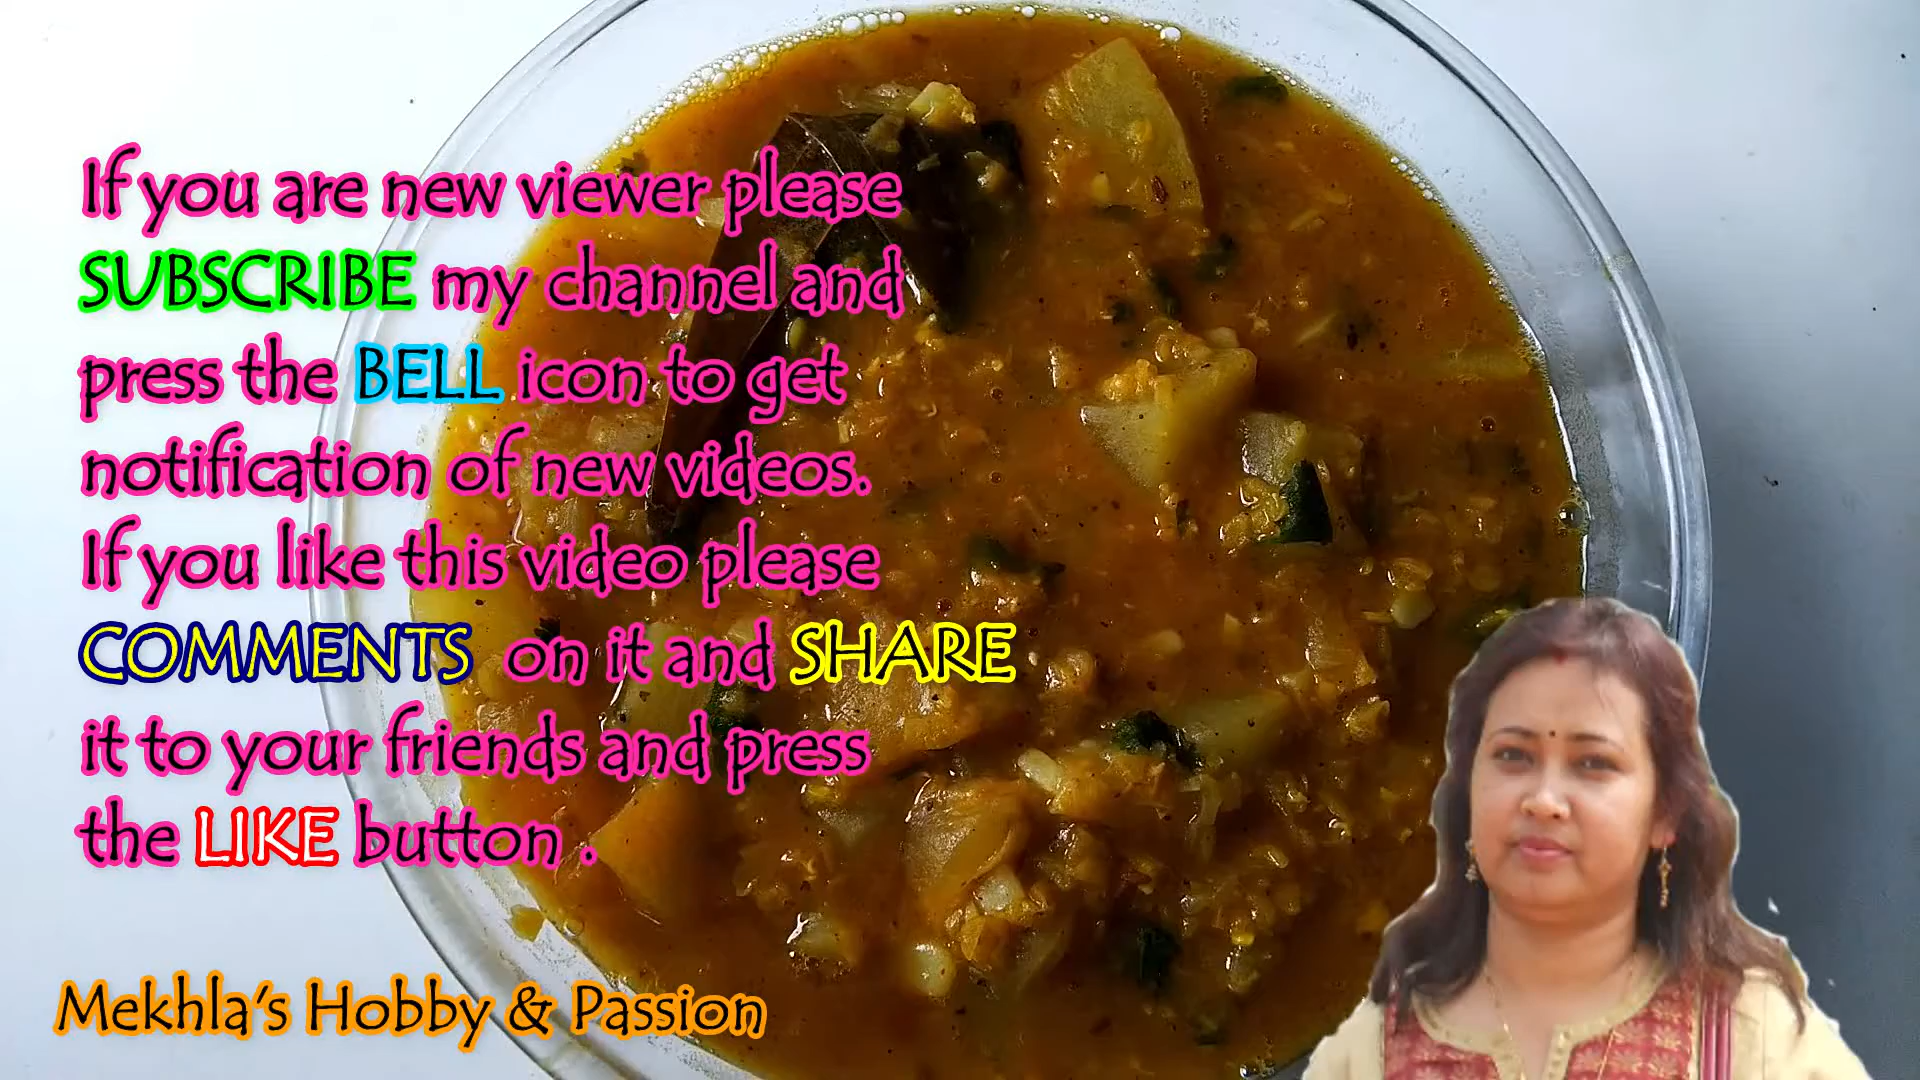 If you are new viewer please
SUBSCRIBE my channel and
press the BELL icon to get
notification of new videos.
If you like this video please
COMMENTS on it and SHARE
it to your friends and press
the LIKE button .
Mekhla's Hobby & Passion